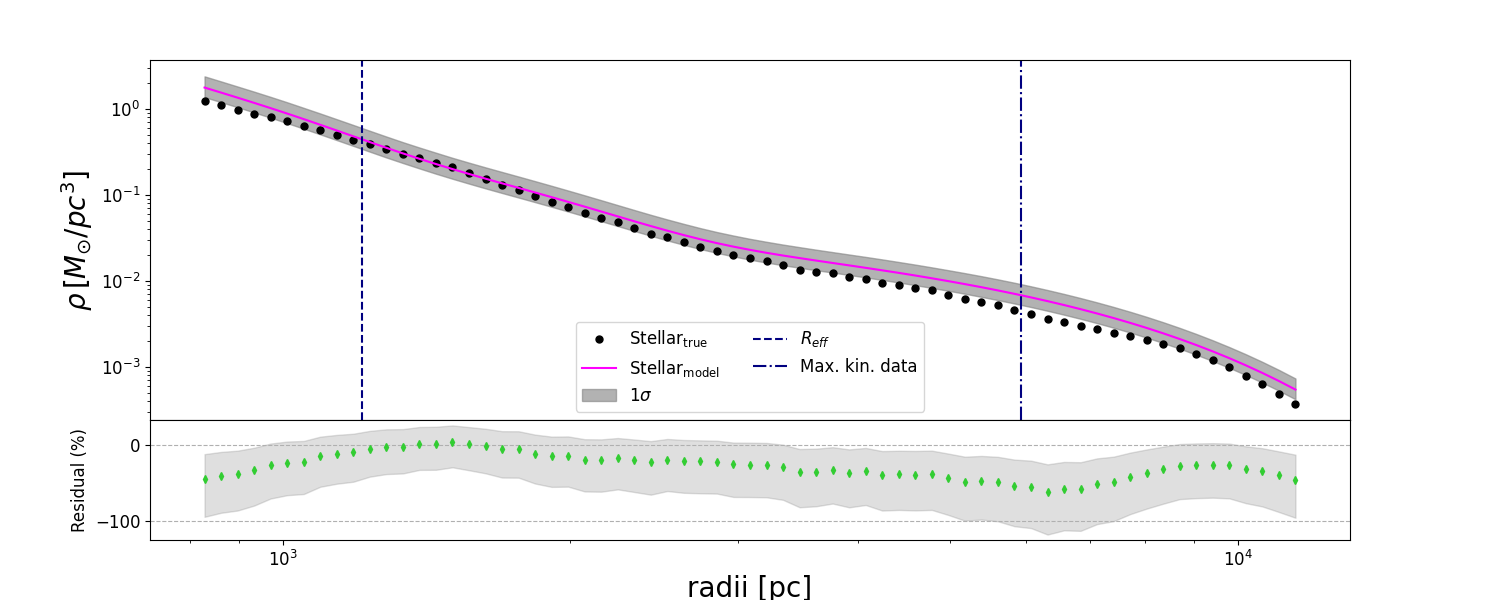 10⁰
10⁻¹
10⁻²
10⁻³
ρ [M⊙/pc³]
Stellar_true
Stellar_model
1σ
R_eff
Max. kin. data
0
−100
Residual (%)
10³
10⁴
radii [pc]